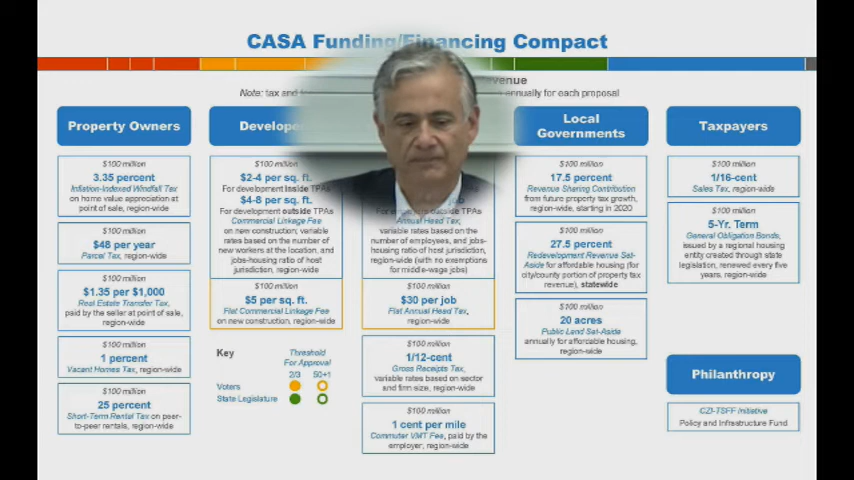 CASA Funding/Financing Compact
venue
Note: tax and
annually for each proposal
Property Owners
$100 million
3.35 percent
Inflation-Indexed Windfall Tax
on home value appreciation at
point of sale, region-wide
$100 million
$48 per year
Parcel Tax, region-wide
$100 million
$1.35 per $1,000
Real Estate Transfer Tax,
paid by the seller at point of sale,
region-wide
$100 million
1 percent
Vacant Homes Tax, region-wide
$100 million
25 percent
Short-Term Rental Tax on peer-
to-peer rentals, region-wide
Develop
$100 million
$2-4 per sq. ft.
For development inside TPAs
$4-8 per sq. ft.
For development outside TPAs
Commercial Linkage Fee
on new construction, variable
rates based on the number of
new workers at the location, and
jobs-housing ratio of host
jurisdiction, region-wide
$100 million
$5 per sq. ft.
Flat Commercial Linkage Fee
on new construction, region-wide
Key
Threshold
For Approval
2/3 50+1
Voters
State Legislature
job
For employers outside TPAs
Annual Head Tax,
variable rates based on the
number of employees, and jobs-
housing ratio of host jurisdiction,
region-wide (with no exemptions
for middle-wage jobs)
$100 million
$30 per job
Flat Annual Head Tax,
region-wide
$100 million
1/12-cent
Gross Receipts Tax,
variable rates based on sector
and firm size, region-wide
$100 million
1 cent per mile
Commuter VMT Fee, paid by the
employer, region-wide
Local
Governments
$100 million
17.5 percent
Revenue Sharing Contribution
from future property tax growth,
region-wide, starting in 2020
$100 million
27.5 percent
Redevelopment Revenue Set-
Aside for affordable housing (for
city/county portion of property tax
revenue), statewide
$100 million
20 acres
Public Land Set-Aside
annually for affordable housing,
region-wide
Taxpayers
$100 million
1/16-cent
Sales Tax, region-wide
$100 million
5-Yr. Term
General Obligation Bonds,
issued by a regional housing
entity created through state
legislation, renewed every five
years, region-wide
Philanthropy
CZI-TSFF Initiative
Policy and Infrastructure Fund